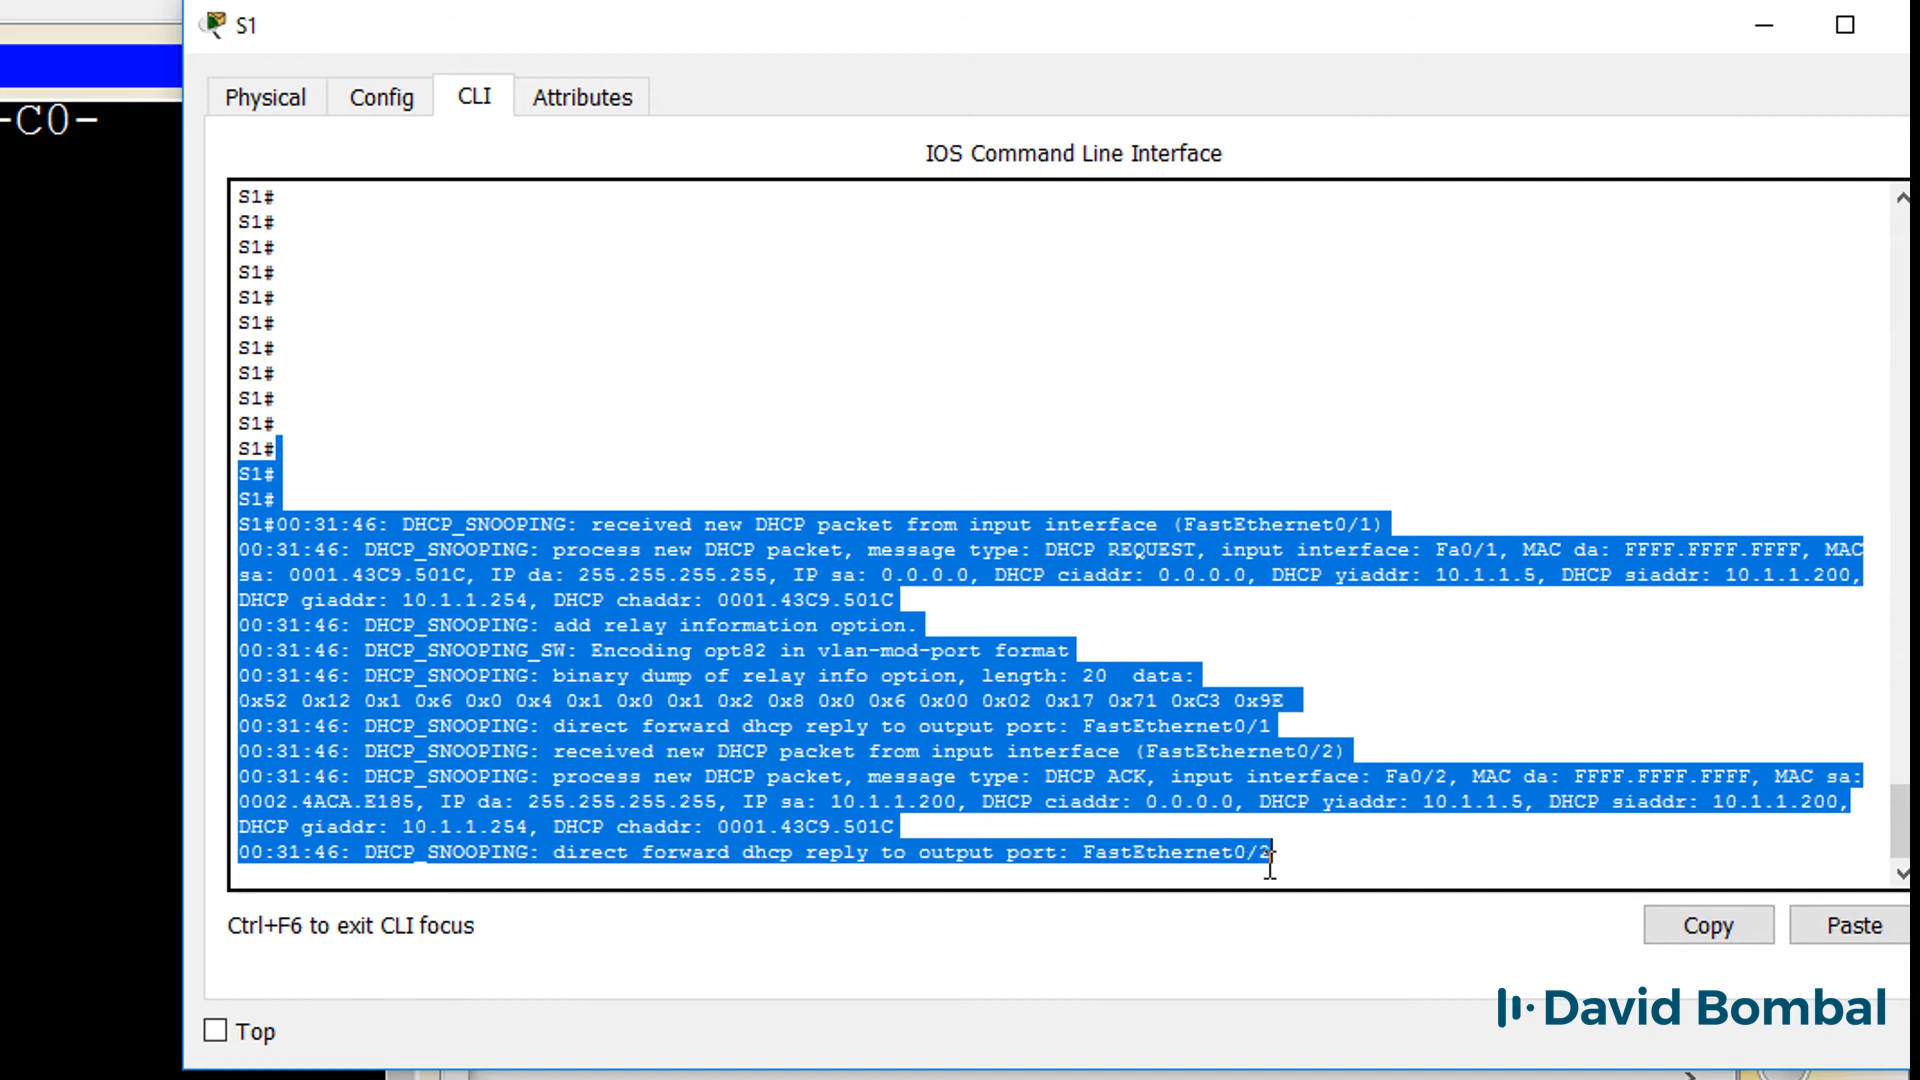 S1
-CO-
Physical
Config
CLI
Attributes
IOS Command Line Interface
S1#
S1#
S1#
S1#
S1#
S1#
S1#
S1#
S1#
S1#
S1#
S1#
S1#
S1#00:31:46: DHCP_SNOOPING: received new DHCP packet from input interface (FastEthernet0/1)
00:31:46: DHCP_SNOOPING: process new DHCP packet, message type: DHCP REQUEST, input interface: Fa0/1, MAC da: FFFF.FFFF.FFFF, MAC
sa: 0001.43C9.501C, IP da: 255.255.255.255, IP sa: 0.0.0.0, DHCP ciaddr: 0.0.0.0, DHCP yiaddr: 10.1.1.5, DHCP siaddr: 10.1.1.200,
DHCP giaddr: 10.1.1.254, DHCP chaddr: 0001.43C9.501C
00:31:46: DHCP_SNOOPING: add relay information option.
00:31:46: DHCP_SNOOPING_SW: Encoding opt82 in vlan-mod-port format
00:31:46: DHCP_SNOOPING: binary dump of relay info option, length: 20  data:
0x52 0x12 0x1 0x6 0x0 0x4 0x1 0x0 0x1 0x2 0x8 0x0 0x6 0x00 0x02 0x17 0x71 0xC3 0x9E
00:31:46: DHCP_SNOOPING: direct forward dhcp reply to output port: FastEthernet0/1
00:31:46: DHCP_SNOOPING: received new DHCP packet from input interface (FastEthernet0/2)
00:31:46: DHCP_SNOOPING: process new DHCP packet, message type: DHCP ACK, input interface: Fa0/2, MAC da: FFFF.FFFF.FFFF, MAC sa:
0002.4ACA.E185, IP da: 255.255.255.255, IP sa: 10.1.1.200, DHCP ciaddr: 0.0.0.0, DHCP yiaddr: 10.1.1.5, DHCP siaddr: 10.1.1.200,
DHCP giaddr: 10.1.1.254, DHCP chaddr: 0001.43C9.501C
00:31:46: DHCP_SNOOPING: direct forward dhcp reply to output port: FastEthernet0/2
Ctrl+F6 to exit CLI focus
Copy
Paste
David Bombal
Top